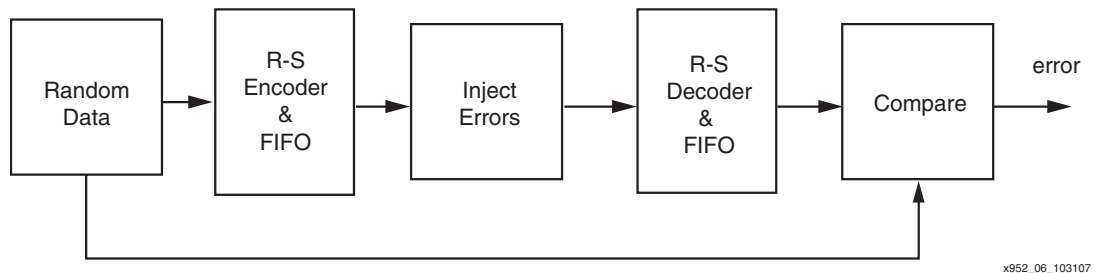 Random
Data
R-S
Encoder
&
FIFO
Inject
Errors
R-S
Decoder
&
FIFO
Compare
error
x952_06_103107